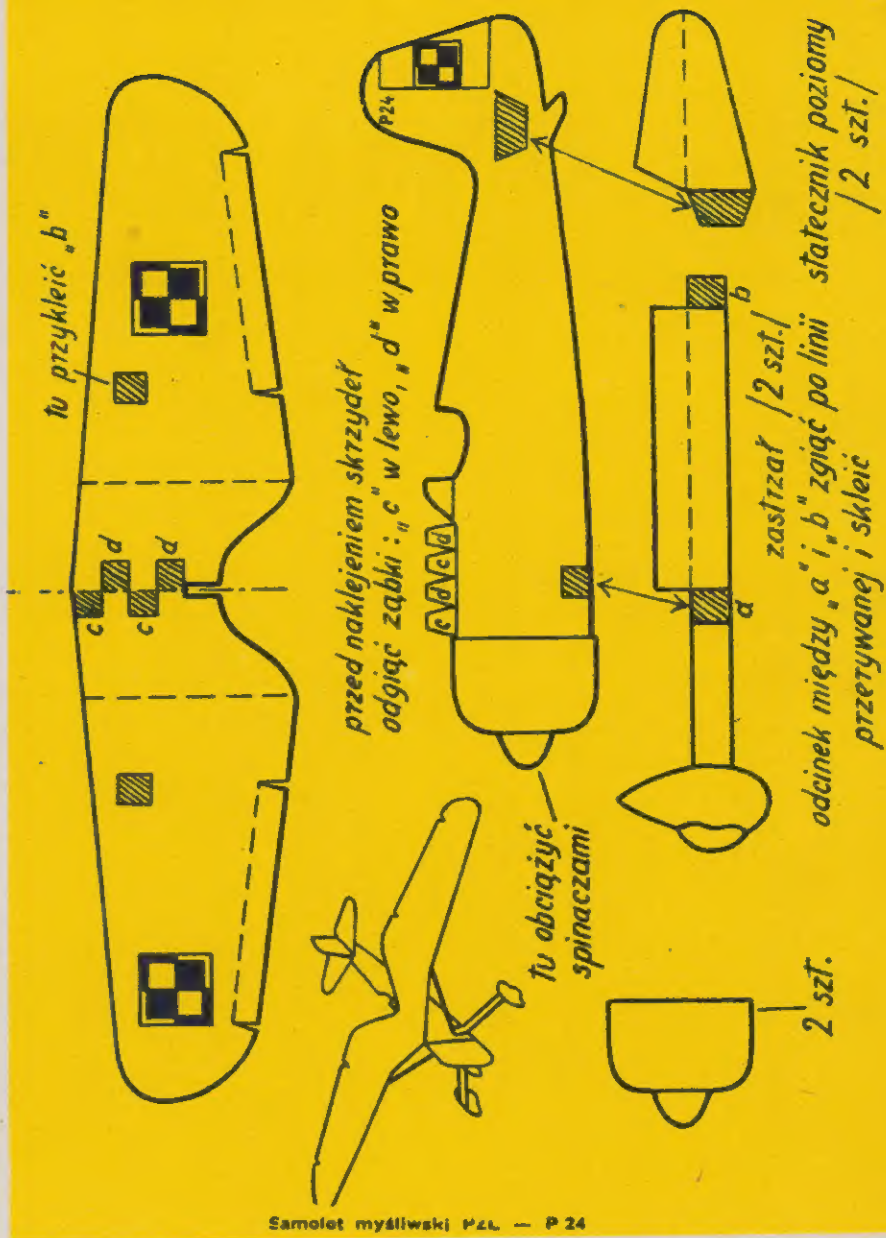 tu przykleić „b"
c
d
c
d
przed naklejeniem skrzydeł
odgiąć ząbki : „c" w lewo, „d" w prawo
P24
c d d c d
tu obciążyć
spinaczami
2 szt.
statecznik poziomy
/2 szt./
a
b
zastrzał /2 szt./
odcinek między „a" i „b" zgiąć po linii
przerywanej i skleić
Samolot myśliwski PZL — P 24